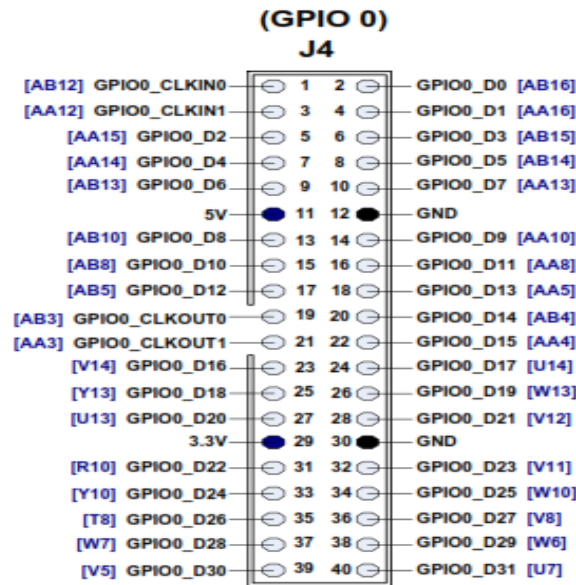 (GPIO 0)
J4
[AB12] GPIO0_CLKIN0 1 2 GPIO0_D0 [AB16]
[AA12] GPIO0_CLKIN1 3 4 GPIO0_D1 [AA16]
[AA15] GPIO0_D2 5 6 GPIO0_D3 [AB15]
[AA14] GPIO0_D4 7 8 GPIO0_D5 [AB14]
[AB13] GPIO0_D6 9 10 GPIO0_D7 [AA13]
5V 11 12 GND
[AB10] GPIO0_D8 13 14 GPIO0_D9 [AA10]
[AB8] GPIO0_D10 15 16 GPIO0_D11 [AA8]
[AB5] GPIO0_D12 17 18 GPIO0_D13 [AA5]
[AB3] GPIO0_CLKOUT0 19 20 GPIO0_D14 [AB4]
[AA3] GPIO0_CLKOUT1 21 22 GPIO0_D15 [AA4]
[V14] GPIO0_D16 23 24 GPIO0_D17 [U14]
[Y13] GPIO0_D18 25 26 GPIO0_D19 [W13]
[U13] GPIO0_D20 27 28 GPIO0_D21 [V12]
3.3V 29 30 GND
[R10] GPIO0_D22 31 32 GPIO0_D23 [V11]
[Y10] GPIO0_D24 33 34 GPIO0_D25 [W10]
[T8] GPIO0_D26 35 36 GPIO0_D27 [V8]
[W7] GPIO0_D28 37 38 GPIO0_D29 [W6]
[V5] GPIO0_D30 39 40 GPIO0_D31 [U7]